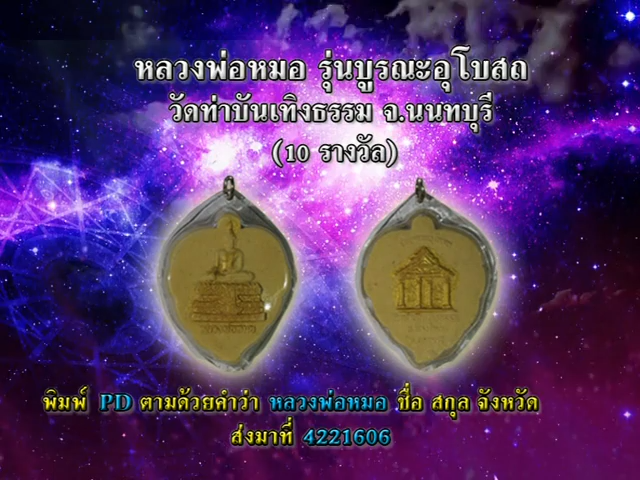 หลวงพ่อหมอ รุ่นบูรณะอุโบสถ
วัดท่าบันเทิงธรรม จ.นนทบุรี
(10 รางวัล)
พิมพ์ PD ตามด้วยคำว่า หลวงพ่อหมอ ชื่อ สกุล จังหวัด
ส่งมาที่ 4221606